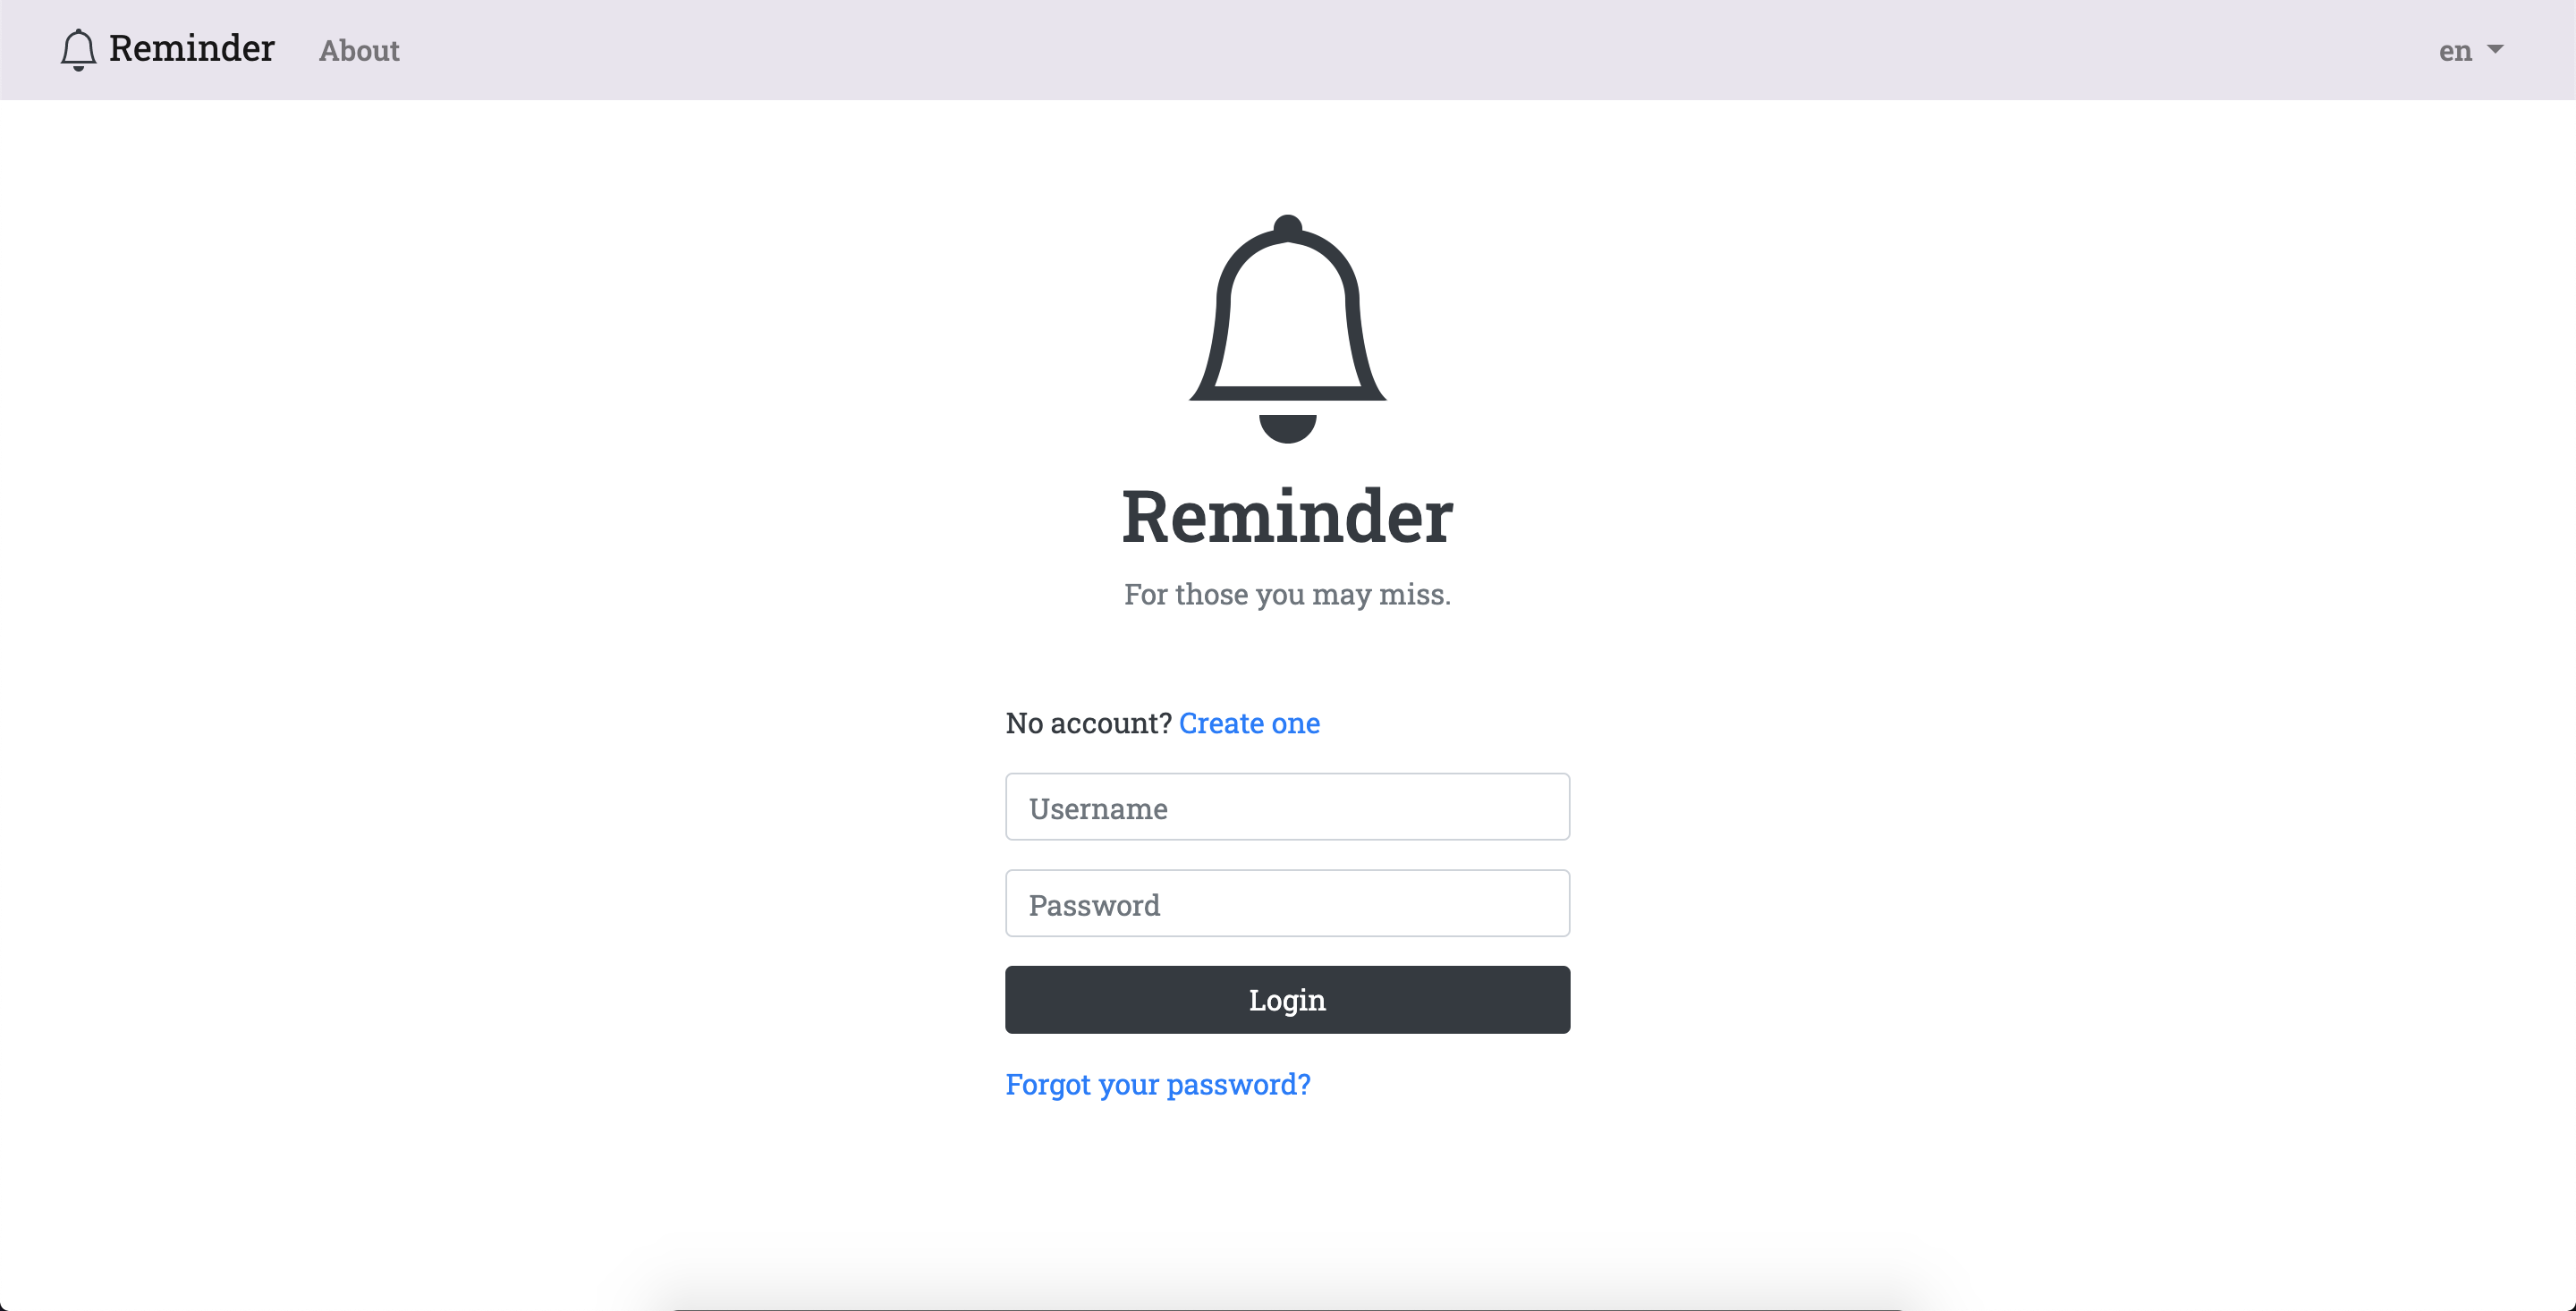 Reminder About en
Reminder
For those you may miss.
No account? Create one
Username
Password
Login
Forgot your password?